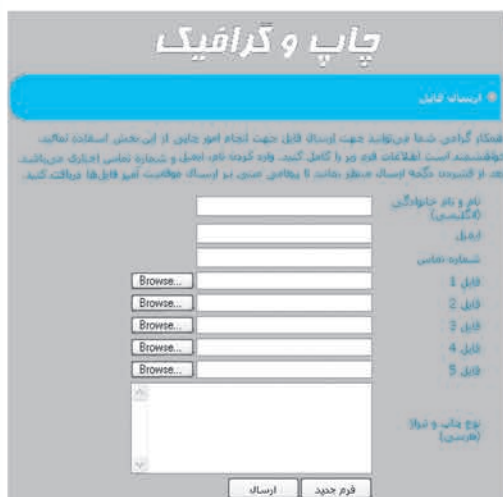 چاپ و گرافیک
ارسال فایل
همکار گرامی شما می‌توانید جهت ارسال فایل جهت انجام امور چاپی از این بخش استفاده نمائید.
خواهشمند است اطلاعات فرم زیر را کامل کنید. وارد کردن نام، ایمیل و شماره تماس اجباری می‌باشد.
بعد از فشردن دکمه ارسال منتظر بمانید تا پیغامی مبنی بر ارسال موفقیت آمیز فایل‌ها دریافت کنید.
نام و نام خانوادگی
(انگلیسی)
ایمیل
شماره تماس
فایل 1 Browse...
فایل 2 Browse...
فایل 3 Browse...
فایل 4 Browse...
فایل 5 Browse...
نوع چاپ و تیراژ
(فارسی)
فرم جدید ارسال